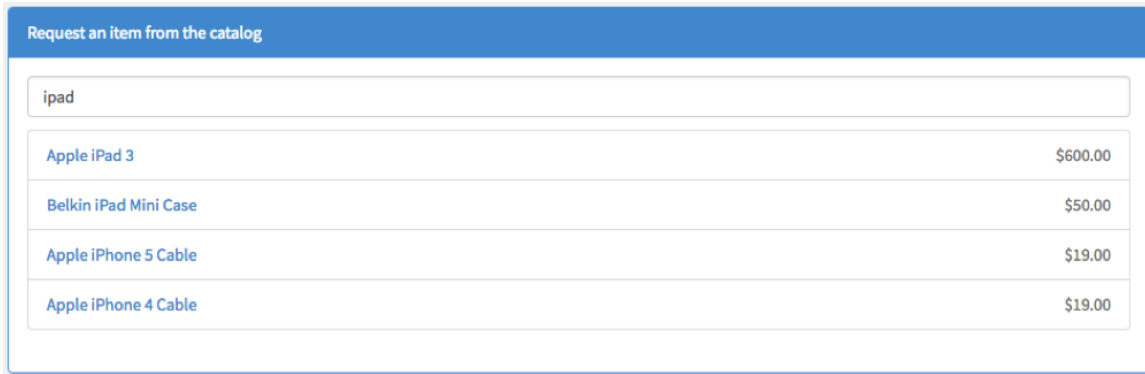 Request an item from the catalog
ipad
Apple iPad 3 $600.00
Belkin iPad Mini Case $50.00
Apple iPhone 5 Cable $19.00
Apple iPhone 4 Cable $19.00